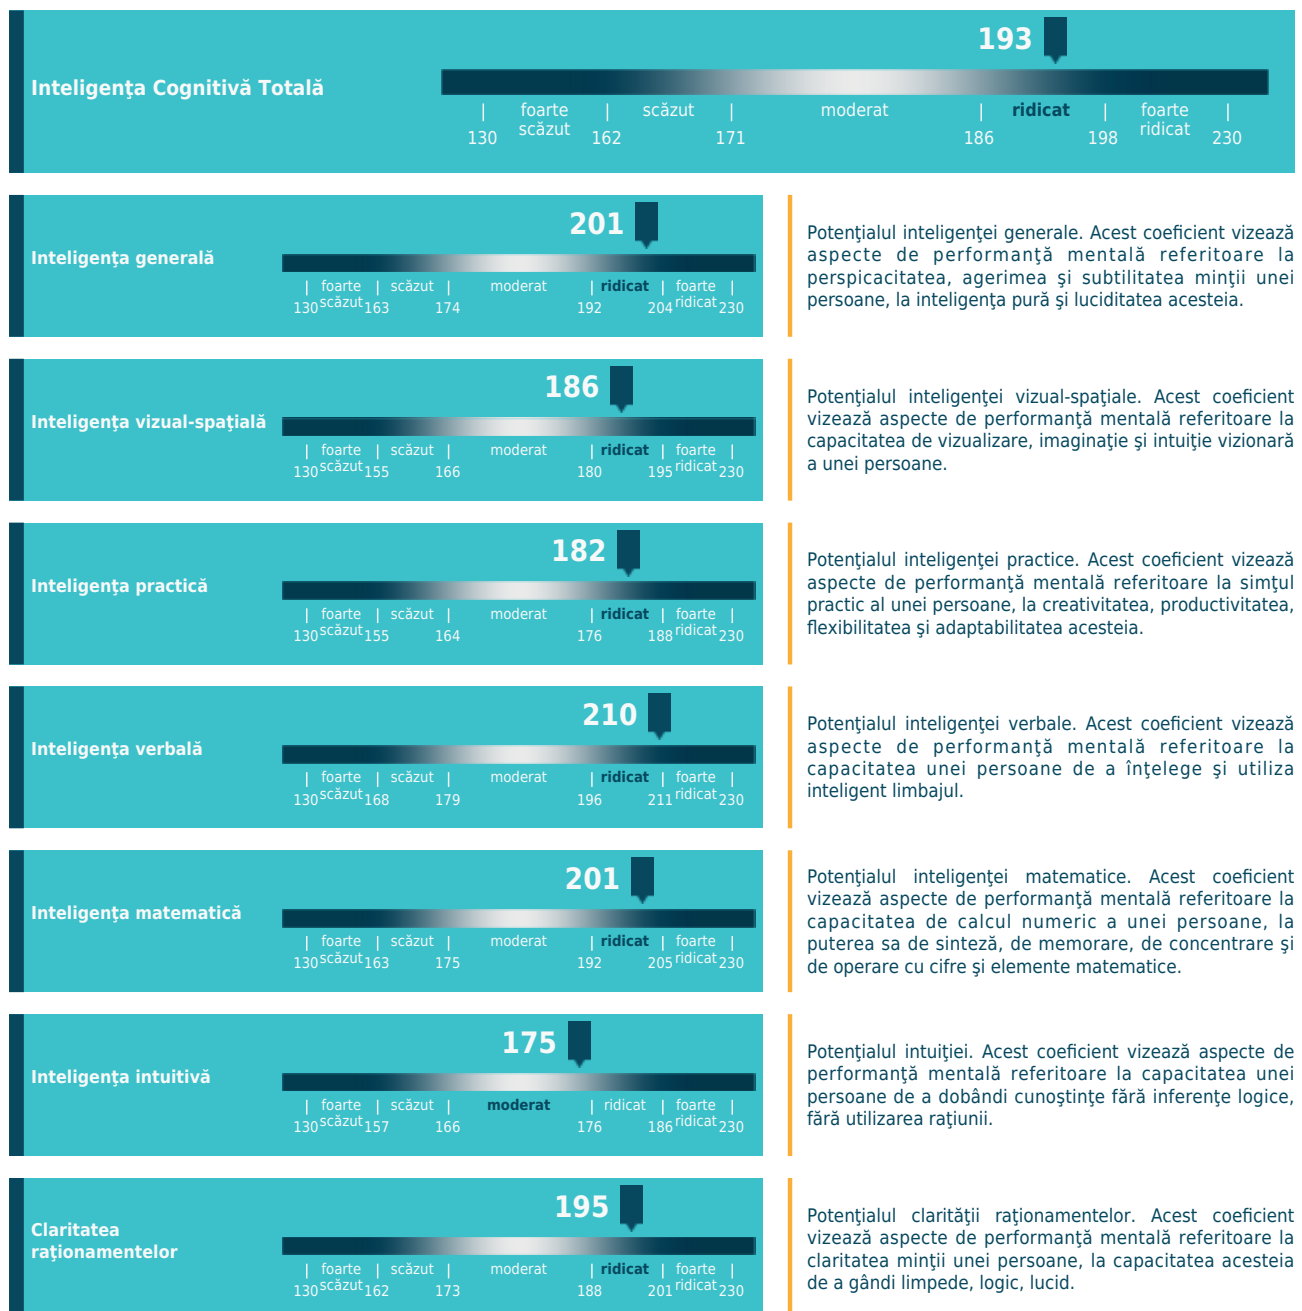 193
Inteligenţa Cognitivă Totală
| foarte | scăzut | moderat | ridicat | foarte |
scăzut ridicat
130 162 171 186 198 230
201
Inteligenţa generală
| foarte | scăzut | moderat | ridicat | foarte |
scăzut ridicat
130 163 174 192 204 230
Potenţialul inteligenţei generale. Acest coeficient vizează
aspecte de performanţă mentală referitoare la
perspicacitatea, agerimea şi subtilitatea minţii unei
persoane, la inteligenţa pură şi luciditatea acesteia.
186
Inteligenţa vizual-spaţială
| foarte | scăzut | moderat | ridicat | foarte |
scăzut ridicat
130 155 166 180 195 230
Potenţialul inteligenţei vizual-spaţiale. Acest coeficient
vizează aspecte de performanţă mentală referitoare la
capacitatea de vizualizare, imaginaţie şi intuiţie vizionară
a unei persoane.
182
Inteligenţa practică
| foarte | scăzut | moderat | ridicat | foarte |
scăzut ridicat
130 155 164 176 188 230
Potenţialul inteligenţei practice. Acest coeficient vizează
aspecte de performanţă mentală referitoare la simţul
practic al unei persoane, la creativitatea, productivitatea,
flexibilitatea şi adaptabilitatea acesteia.
210
Inteligenţa verbală
| foarte | scăzut | moderat | ridicat | foarte |
scăzut ridicat
130 168 179 196 211 230
Potenţialul inteligenţei verbale. Acest coeficient vizează
aspecte de performanţă mentală referitoare la
capacitatea unei persoane de a înţelege şi utiliza
inteligent limbajul.
201
Inteligenţa matematică
| foarte | scăzut | moderat | ridicat | foarte |
scăzut ridicat
130 163 175 192 205 230
Potenţialul inteligenţei matematice. Acest coeficient
vizează aspecte de performanţă mentală referitoare la
capacitatea de calcul numeric a unei persoane, la
puterea sa de sinteză, de memorare, de concentrare şi
de operare cu cifre şi elemente matematice.
175
Inteligenţa intuitivă
| foarte | scăzut | moderat | ridicat | foarte |
scăzut ridicat
130 157 166 176 186 230
Potenţialul intuiţiei. Acest coeficient vizează aspecte de
performanţă mentală referitoare la capacitatea unei
persoane de a dobândi cunoştinţe fără inferenţe logice,
fără utilizarea raţiunii.
195
Claritatea
raţionamentelor
| foarte | scăzut | moderat | ridicat | foarte |
scăzut ridicat
130 162 173 188 201 230
Potenţialul clarităţii raţionamentelor. Acest coeficient
vizează aspecte de performanţă mentală referitoare la
claritatea minţii unei persoane, la capacitatea acesteia
de a gândi limpede, logic, lucid.